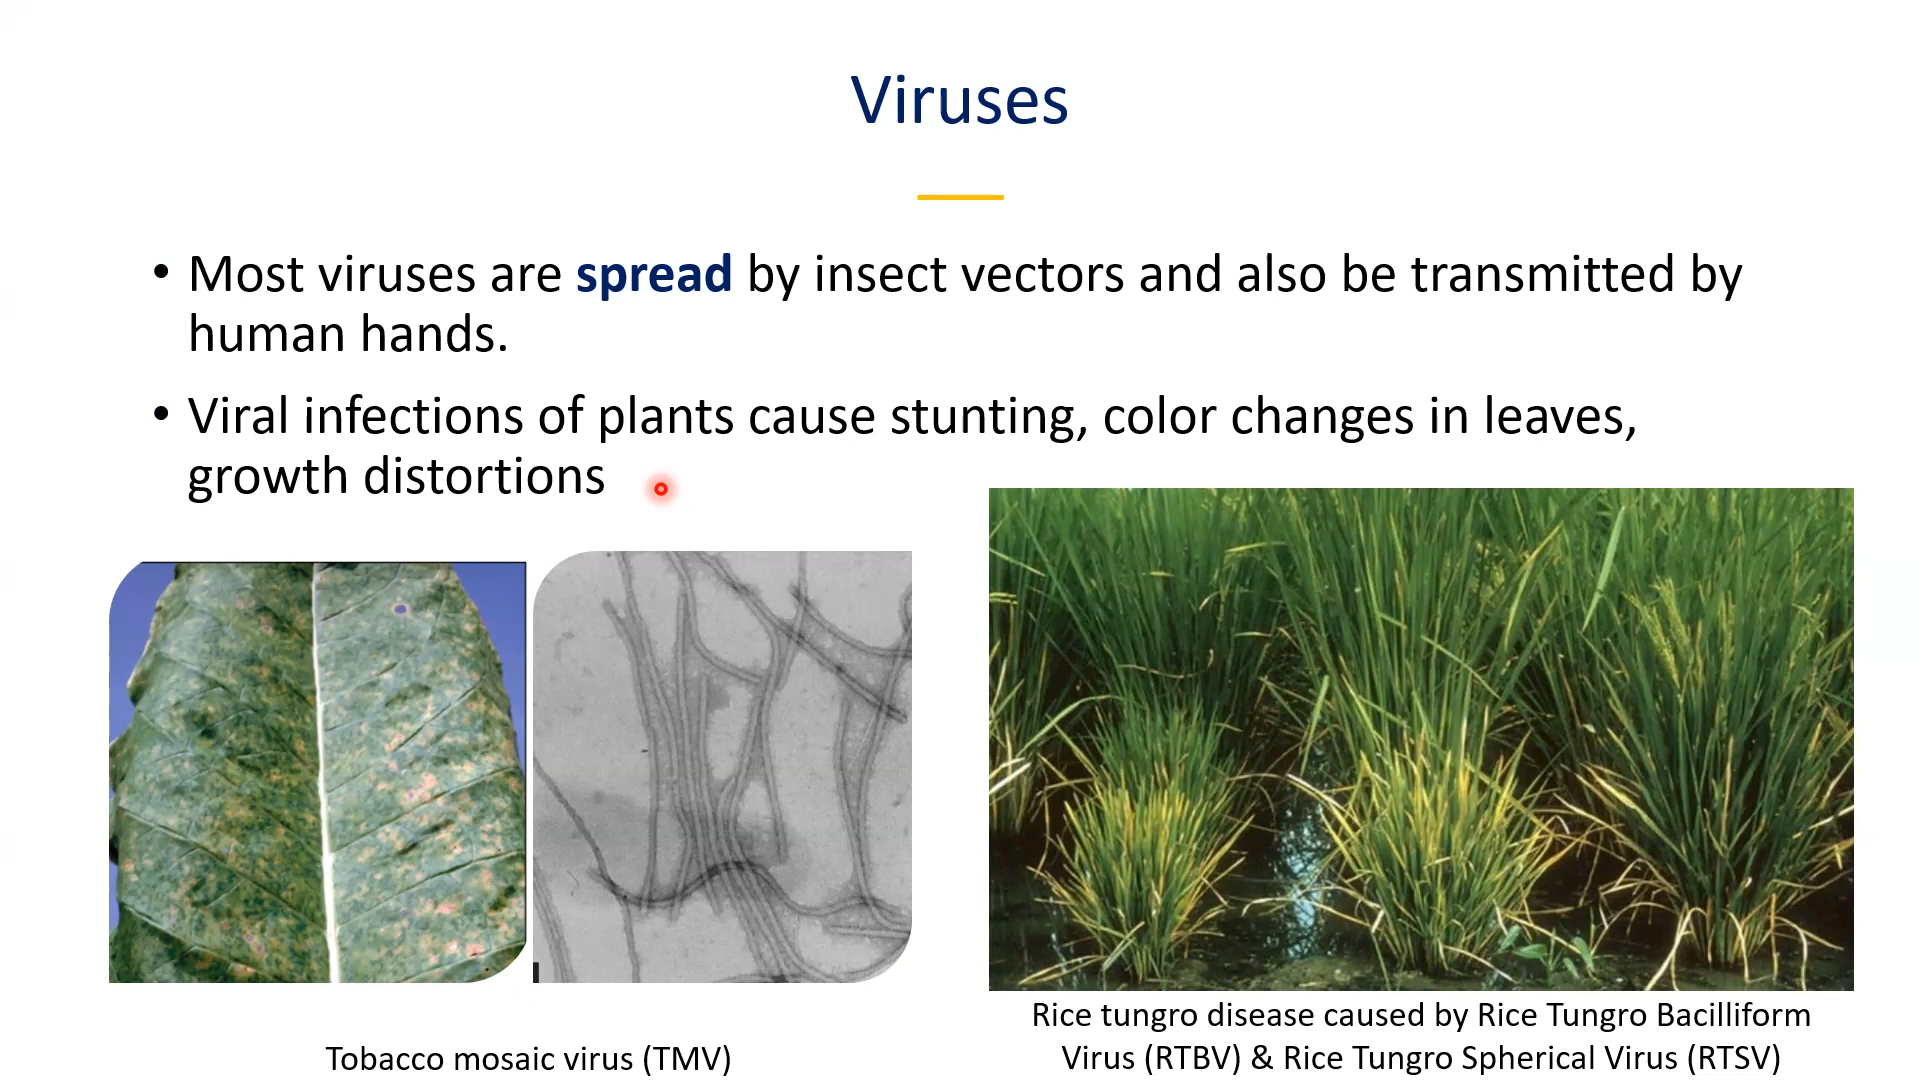 Viruses
• Most viruses are spread by insect vectors and also be transmitted by
human hands.
• Viral infections of plants cause stunting, color changes in leaves,
growth distortions
Tobacco mosaic virus (TMV)
Rice tungro disease caused by Rice Tungro Bacilliform
Virus (RTBV) & Rice Tungro Spherical Virus (RTSV)